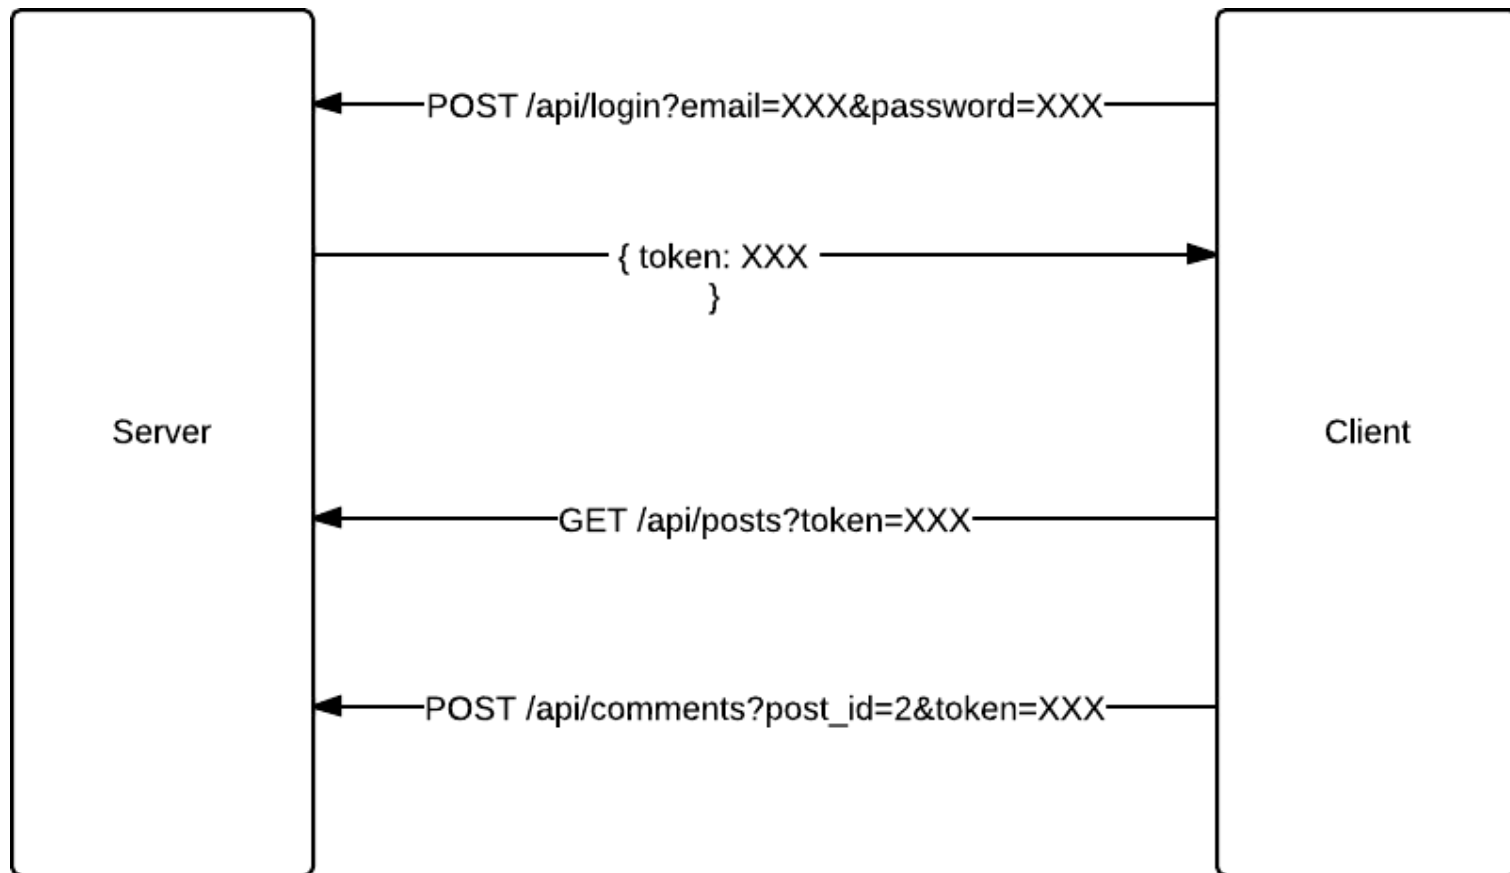 POST /api/login?email=XXX&password=XXX
{ token: XXX
}
Server
Client
GET /api/posts?token=XXX
POST /api/comments?post_id=2&token=XXX